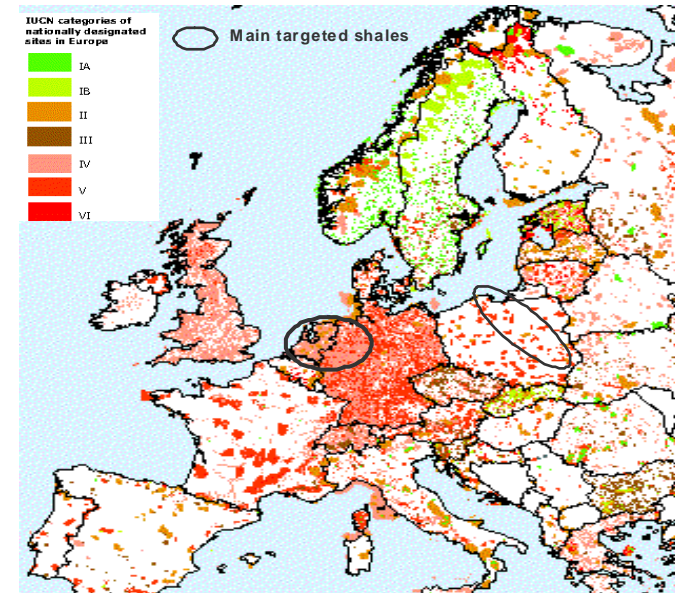 IUCN categories of
nationally designated
sites in Europe
Main targeted shales
IA
IB
II
III
IV
V
VI